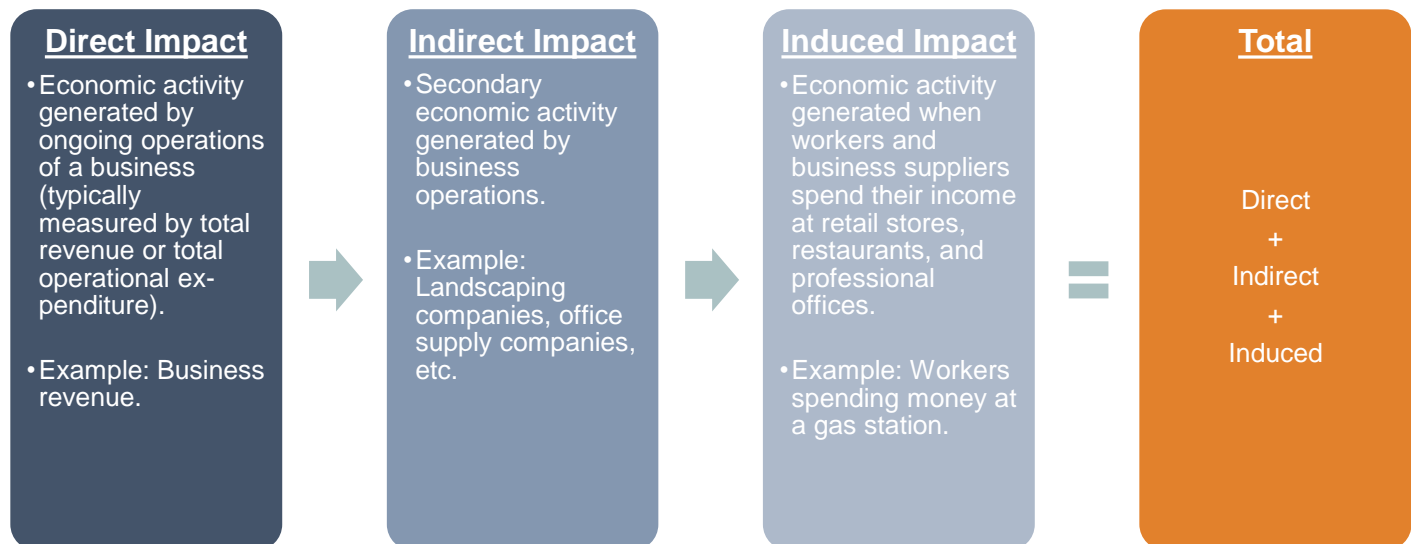 Direct Impact
•Economic activity
generated by
ongoing operations
of a business
(typically
measured by total
revenue or total
operational ex-
penditure).
•Example: Business
revenue.
Indirect Impact
•Secondary
economic activity
generated by
business
operations.
•Example:
Landscaping
companies, office
supply companies,
etc.
Induced Impact
•Economic activity
generated when
workers and
business suppliers
spend their income
at retail stores,
restaurants, and
professional
offices.
•Example: Workers
spending money at
a gas station.
Total
Direct
+
Indirect
+
Induced